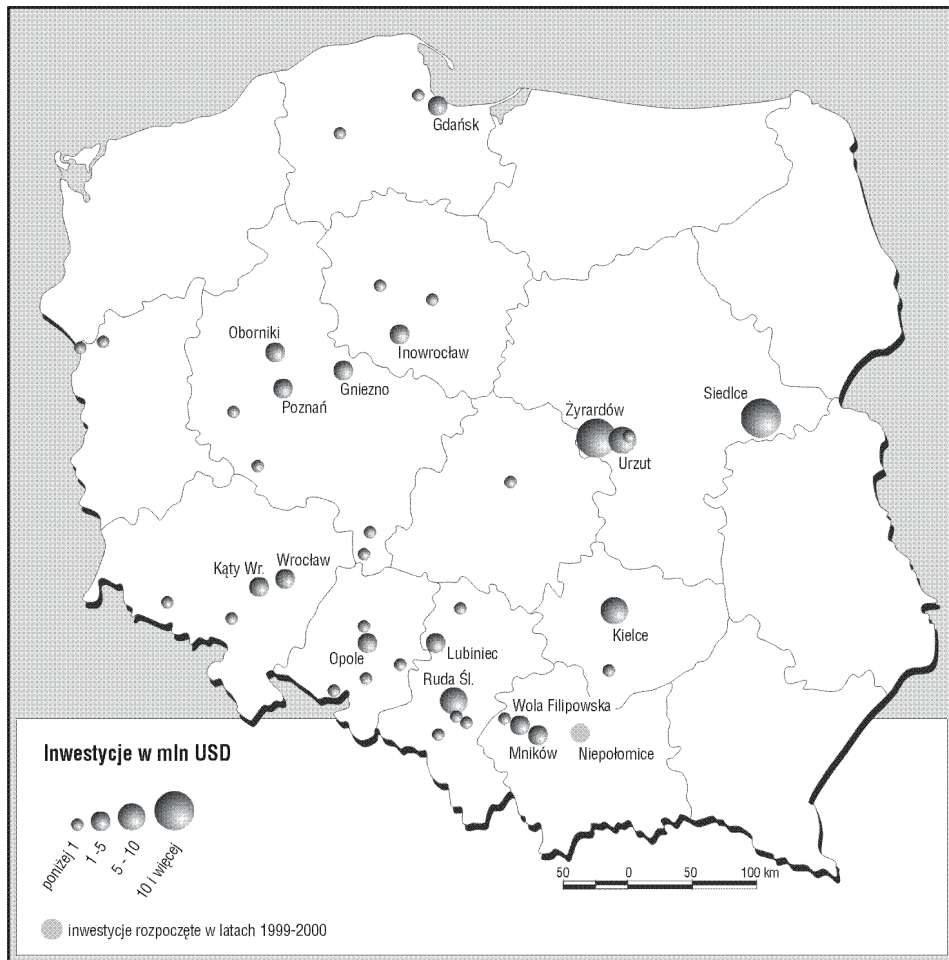 Gdańsk
Oborniki
Inowrocław
Gniezno
Poznań
Siedlce
Żyrardów
Urzut
Wrocław
Kąty Wr.
Kielce
Opole
Lubiniec
Ruda Śl.
Wola Filipowska
Mników
Niepołomice
Inwestycje w mln USD
poniżej 1
1-5
5 - 10
10 i więcej
50 0 50 100 km
inwestycje rozpoczęte w latach 1999-2000